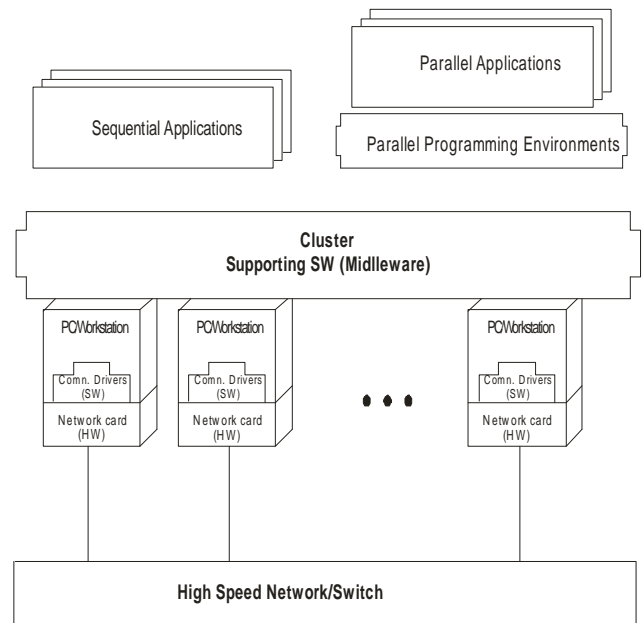 Parallel Applications
Sequential Applications
Parallel Programming Environments
Cluster
Supporting SW (Midlleware)
PC/Workstation
PC/Workstation
PC/Workstation
Comn. Drivers
(SW)
Comn. Drivers
(SW)
Comn. Drivers
(SW)
Network card
(HW)
Network card
(HW)
Network card
(HW)
High Speed Network/Switch